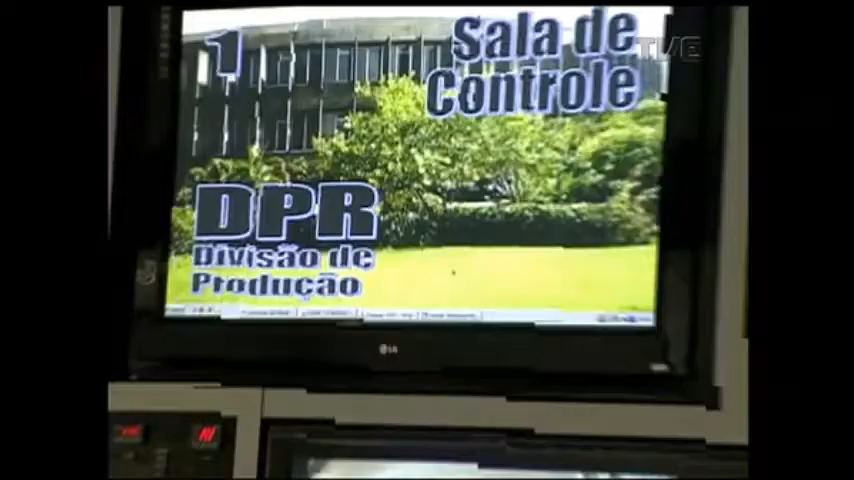 1
Sala de
Controle
TVE
DPR
Divisão de
Produção
LG